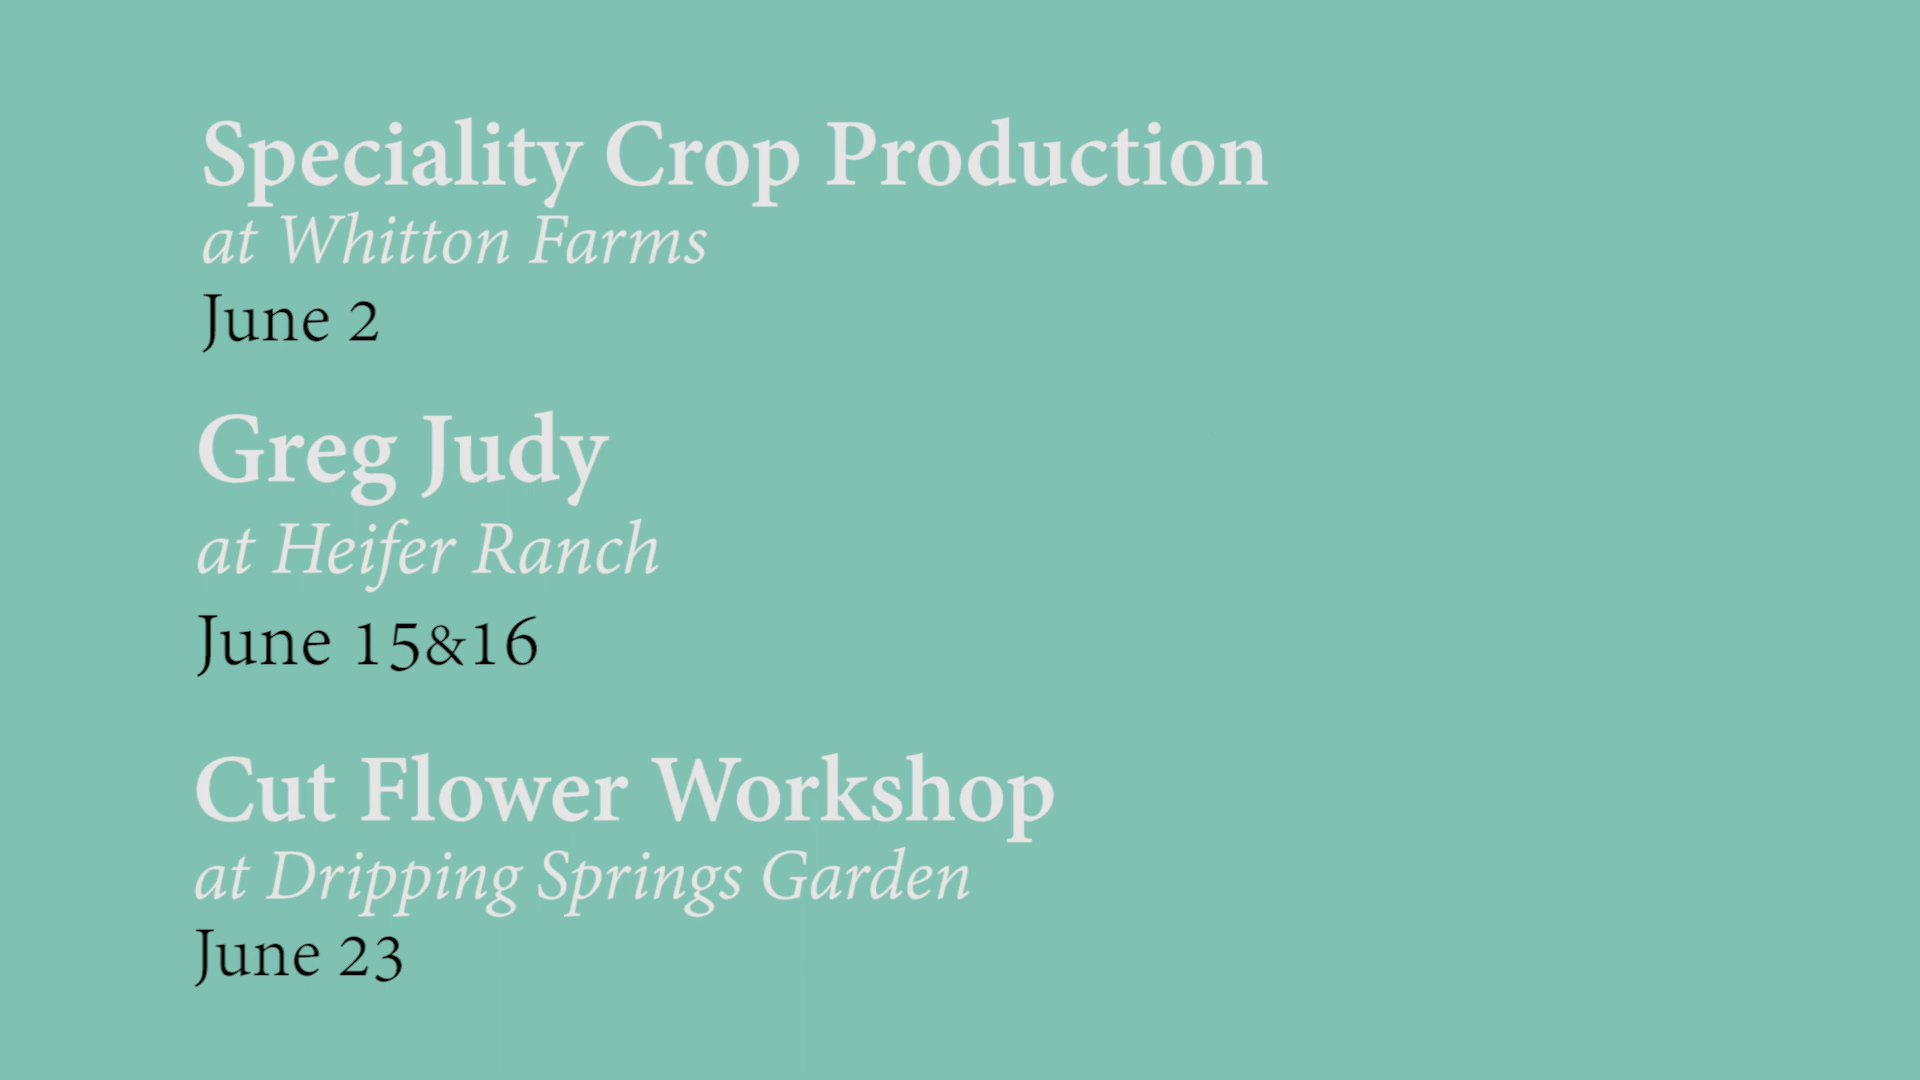 Speciality Crop Production
at Whitton Farms
June 2
Greg Judy
at Heifer Ranch
June 15&16
Cut Flower Workshop
at Dripping Springs Garden
June 23